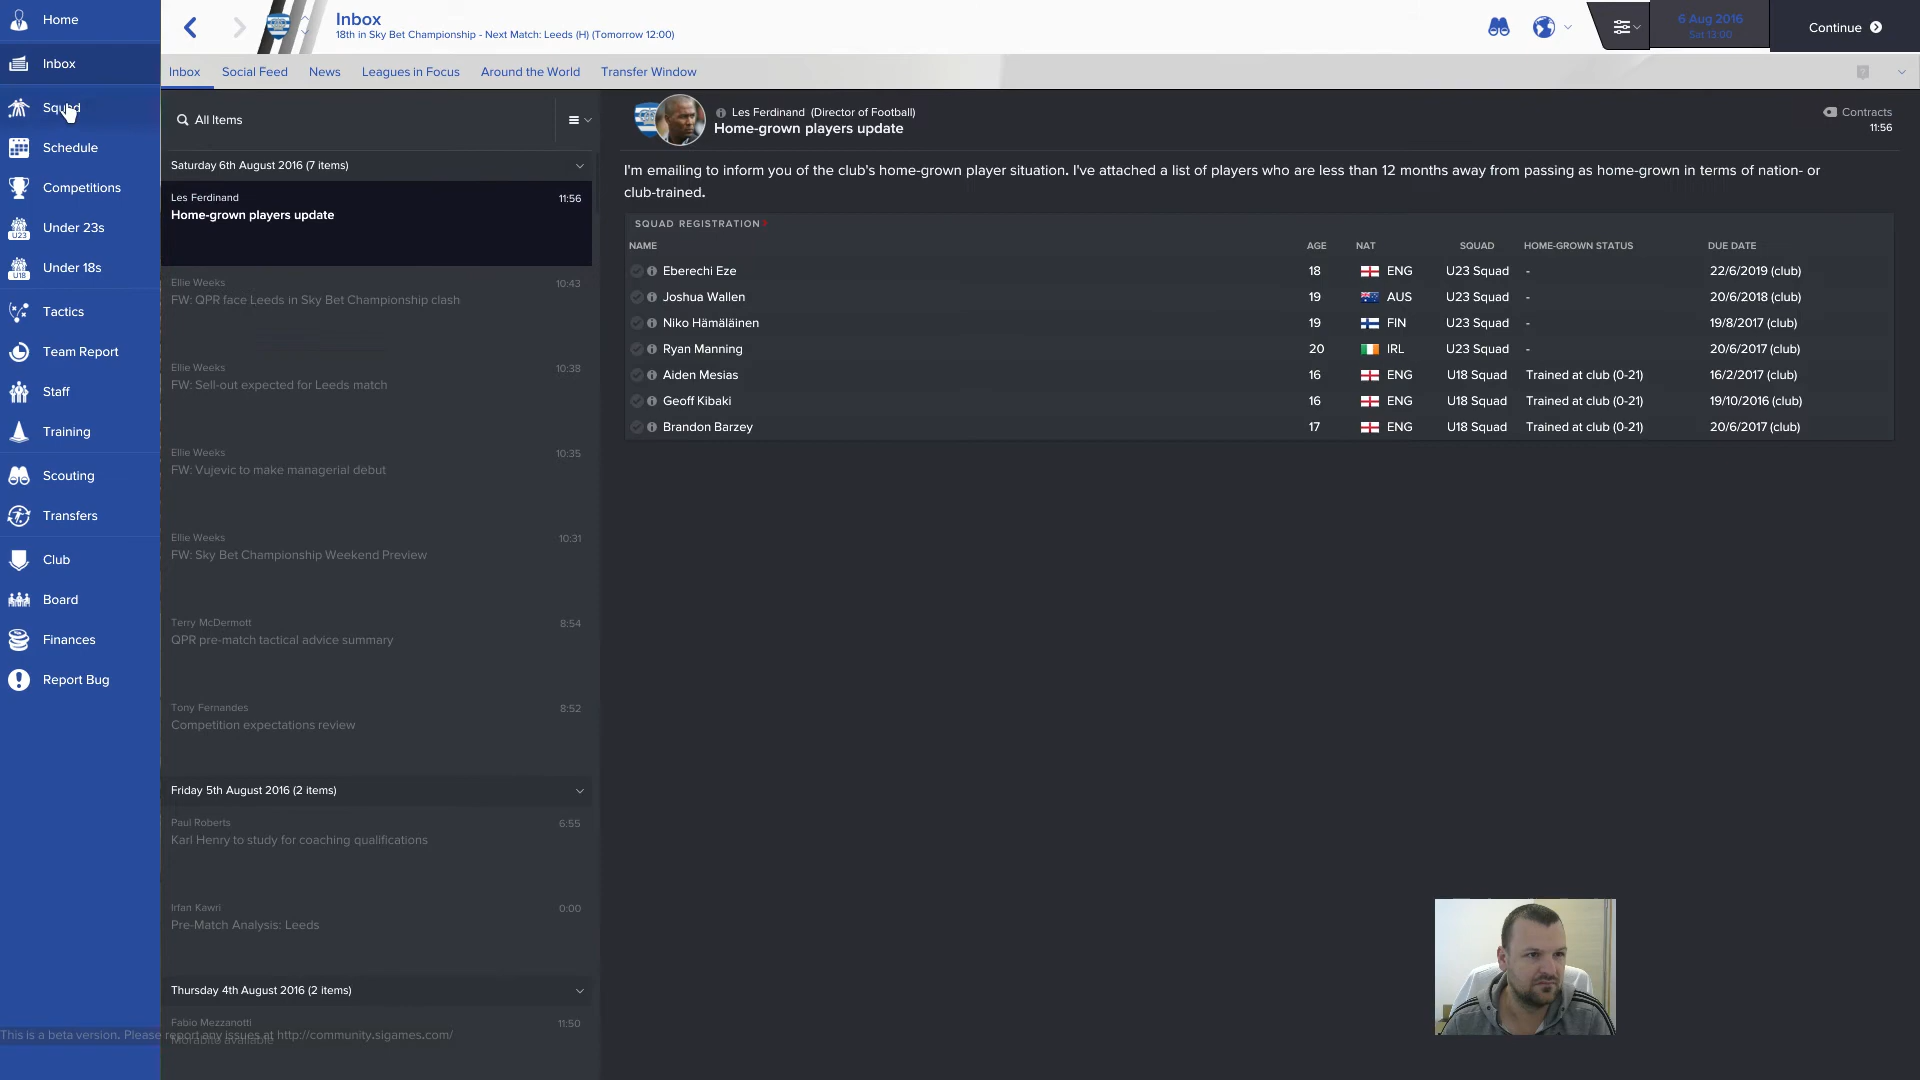 Home
Inbox
Squad
Schedule
Competitions
U23
Under 23s
U18
Under 18s
Tactics
Team Report
Staff
Training
Scouting
Transfers
Club
Board
Finances
Report Bug
Inbox
18th in Sky Bet Championship - Next Match: Leeds (H) (Tomorrow 12:00)
6 Aug 2016
Sat 13:00
Continue
Inbox Social Feed News Leagues in Focus Around the World Transfer Window
All Items
Saturday 6th August 2016 (7 items)
Les Ferdinand 11:56
Home-grown players update
Ellie Weeks 10:43
FW: QPR face Leeds in Sky Bet Championship clash
Ellie Weeks 10:38
FW: Sell-out expected for Leeds match
Ellie Weeks 10:35
FW: Vujevic to make managerial debut
Ellie Weeks 10:31
FW: Sky Bet Championship Weekend Preview
Terry McDermott 8:54
QPR pre-match tactical advice summary
Tony Fernandes 8:52
Competition expectations review
Friday 5th August 2016 (2 items)
Paul Roberts 6:55
Karl Henry to study for coaching qualifications
Irfan Kawri 0:00
Pre-Match Analysis: Leeds
Thursday 4th August 2016 (2 items)
Fabio Mezzanotti 11:50
Morabito available
This is a beta version. Please report any issues at http://community.sigames.com/
Les Ferdinand (Director of Football)
Home-grown players update
Contracts
11:56
I'm emailing to inform you of the club's home-grown player situation. I've attached a list of players who are less than 12 months away from passing as home-grown in terms of nation- or
club-trained.
SQUAD REGISTRATION
NAME AGE NAT SQUAD HOME-GROWN STATUS DUE DATE
Eberechi Eze 18 ENG U23 Squad - 22/6/2019 (club)
Joshua Wallen 19 AUS U23 Squad - 20/6/2018 (club)
Niko Hämäläinen 19 FIN U23 Squad - 19/8/2017 (club)
Ryan Manning 20 IRL U23 Squad - 20/6/2017 (club)
Aiden Mesias 16 ENG U18 Squad Trained at club (0-21) 16/2/2017 (club)
Geoff Kibaki 16 ENG U18 Squad Trained at club (0-21) 19/10/2016 (club)
Brandon Barzey 17 ENG U18 Squad Trained at club (0-21) 20/6/2017 (club)